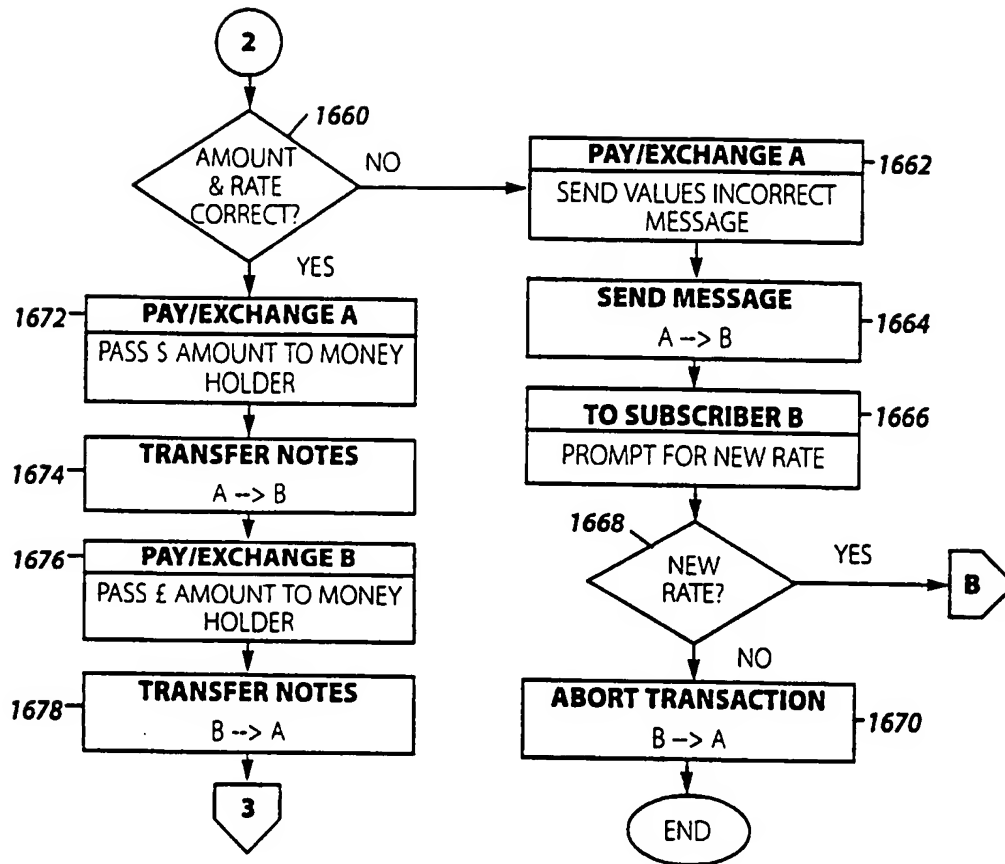 2
1660
AMOUNT
& RATE
CORRECT?
NO
YES
PAY/EXCHANGE A
1662
SEND VALUES INCORRECT
MESSAGE
SEND MESSAGE
1664
A --> B
TO SUBSCRIBER B
1666
PROMPT FOR NEW RATE
1668
NEW
RATE?
YES
B
NO
ABORT TRANSACTION
1670
B --> A
END
1672
PAY/EXCHANGE A
PASS $ AMOUNT TO MONEY
HOLDER
TRANSFER NOTES
1674
A --> B
1676
PAY/EXCHANGE B
PASS £ AMOUNT TO MONEY
HOLDER
TRANSFER NOTES
1678
B --> A
3